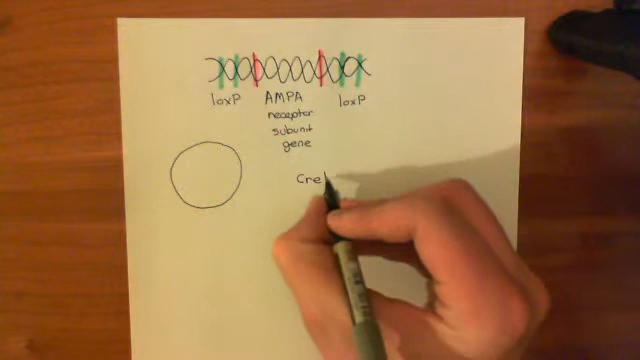 loxP AMPA loxP
receptor
subunit
gene
Cre